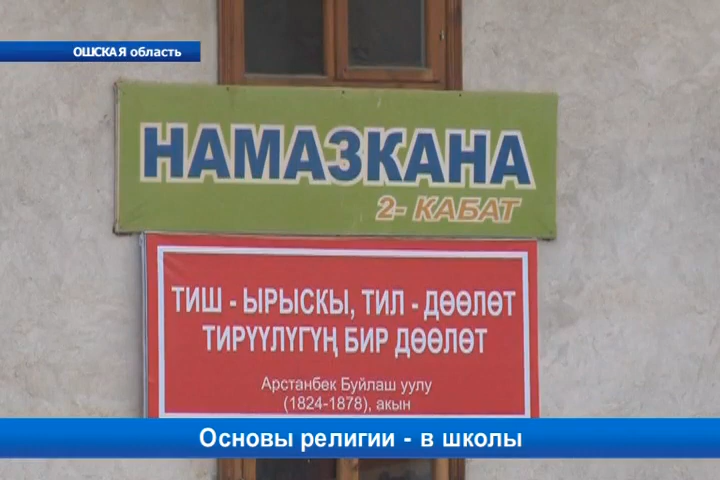 ОШСКАЯ область
НАМАЗКАНА
2- КАБАТ
ТИШ - ЫРЫСКЫ, ТИЛ - ДӨӨЛӨТ
ТИРҮҮЛҮГҮҢ БИР ДӨӨЛӨТ
Арстанбек Буйлаш уулу
(1824-1878), акын
Основы религии - в школы